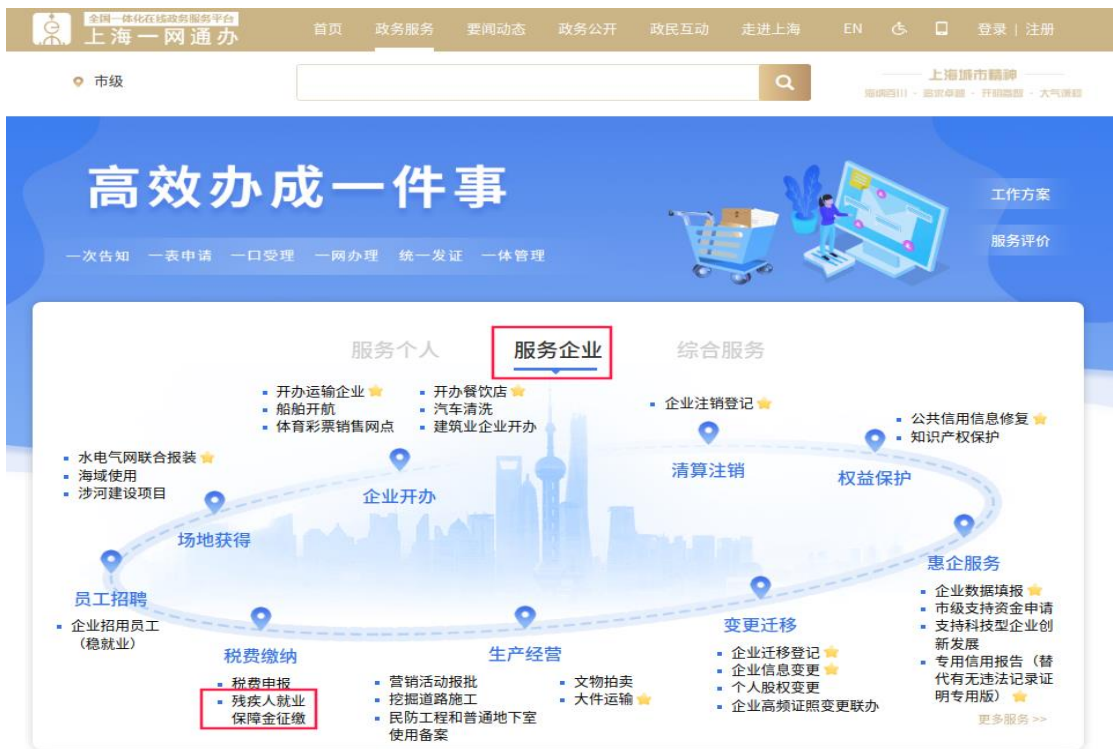 全国一体化在线政务服务平台
上海一网通办
首页 政务服务 要闻动态 政务公开 政民互动 走进上海 EN 登录 | 注册
市级
上海城市精神
海纳百川 · 追求卓越 · 开明睿智 · 大气谦和
高效办成一件事
一次告知 一表申请 一口受理 一网办理 统一发证 一体管理
工作方案
服务评价
服务个人 服务企业 综合服务
开办运输企业
船舶开航
体育彩票销售网点
开办餐饮店
汽车清洗
建筑业企业开办
企业开办
企业注销登记
清算注销
公共信用信息修复
知识产权保护
权益保护
水电气网联合报装
海域使用
涉河建设项目
场地获得
员工招聘
企业招用员工
（稳就业）
税费缴纳
税费申报
残疾人就业
保障金征缴
生产经营
营销活动报批
挖掘道路施工
民防工程和普通地下室
使用备案
文物拍卖
大件运输
变更迁移
企业迁移登记
企业信息变更
个人股权变更
企业高频证照变更联办
惠企服务
企业数据填报
市级支持资金申请
支持科技型企业创
新发展
专用信用报告（替
代有无违法记录证
明专用版）
更多服务 >>